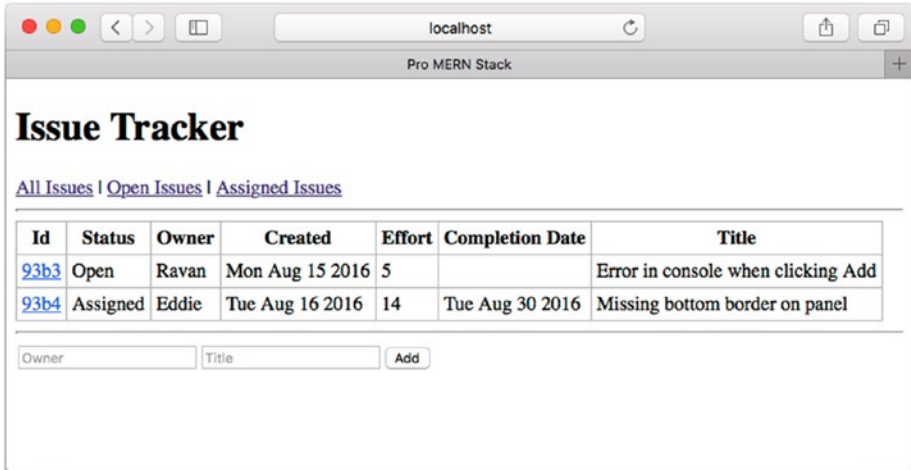 localhost
Pro MERN Stack
Issue Tracker
All Issues | Open Issues | Assigned Issues
Id Status Owner Created Effort Completion Date Title
93b3 Open Ravan Mon Aug 15 2016 5 Error in console when clicking Add
93b4 Assigned Eddie Tue Aug 16 2016 14 Tue Aug 30 2016 Missing bottom border on panel
Owner Title Add